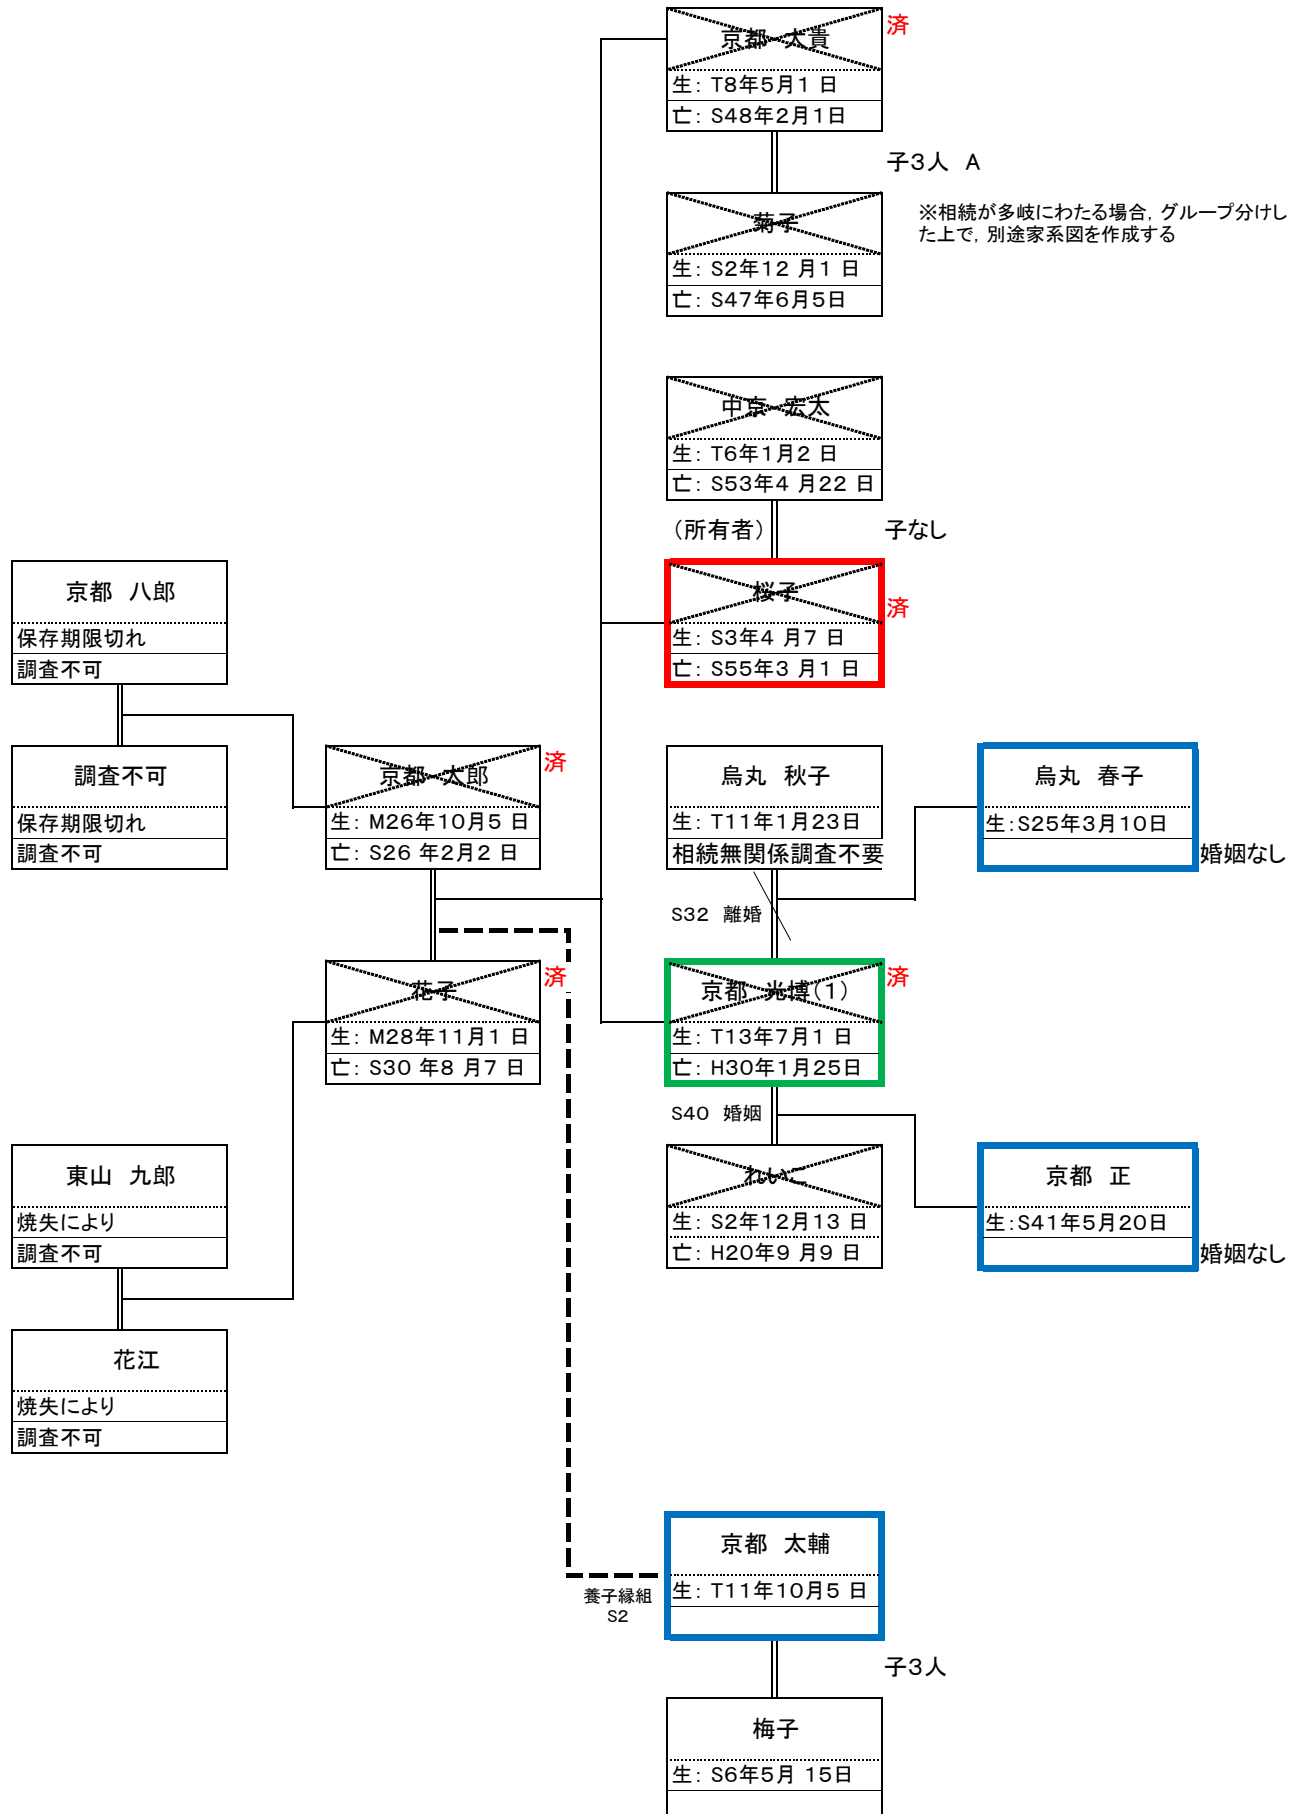 京都　太貴
済
生：T8年5月1 日
亡：S48年2月1日
子3人 A
菊子
※相続が多岐にわたる場合，グループ分けし
た上で，別途家系図を作成する
生：S2年12 月1 日
亡：S47年6月5日
中京　宏太
生：T6年1月2 日
亡：S53年4 月22 日
（所有者）
子なし
桜子
済
生：S3年4 月7 日
亡：S55年3 月1 日
京都　八郎
保存期限切れ
調査不可
調査不可
保存期限切れ
調査不可
京都　太郎
済
生：M26年10月5 日
亡：S26 年2月2 日
烏丸　秋子
生：T11年1月23日
相続無関係調査不要
烏丸　春子
生：S25年3月10日
婚姻なし
S32 離婚
花子
済
生：M28年11月1 日
亡：S30 年8 月7 日
京都　光博（1）
済
生：T13年7月1 日
亡：H30年1月25日
S40 婚姻
れいこ
生：S2年12月13 日
亡：H20年9 月9 日
京都　正
生：S41年5月20日
婚姻なし
東山　九郎
焼失により
調査不可
花江
焼失により
調査不可
京都　太輔
生：T11年10月5 日
養子縁組
S2
子3人
梅子
生：S6年5月 15日